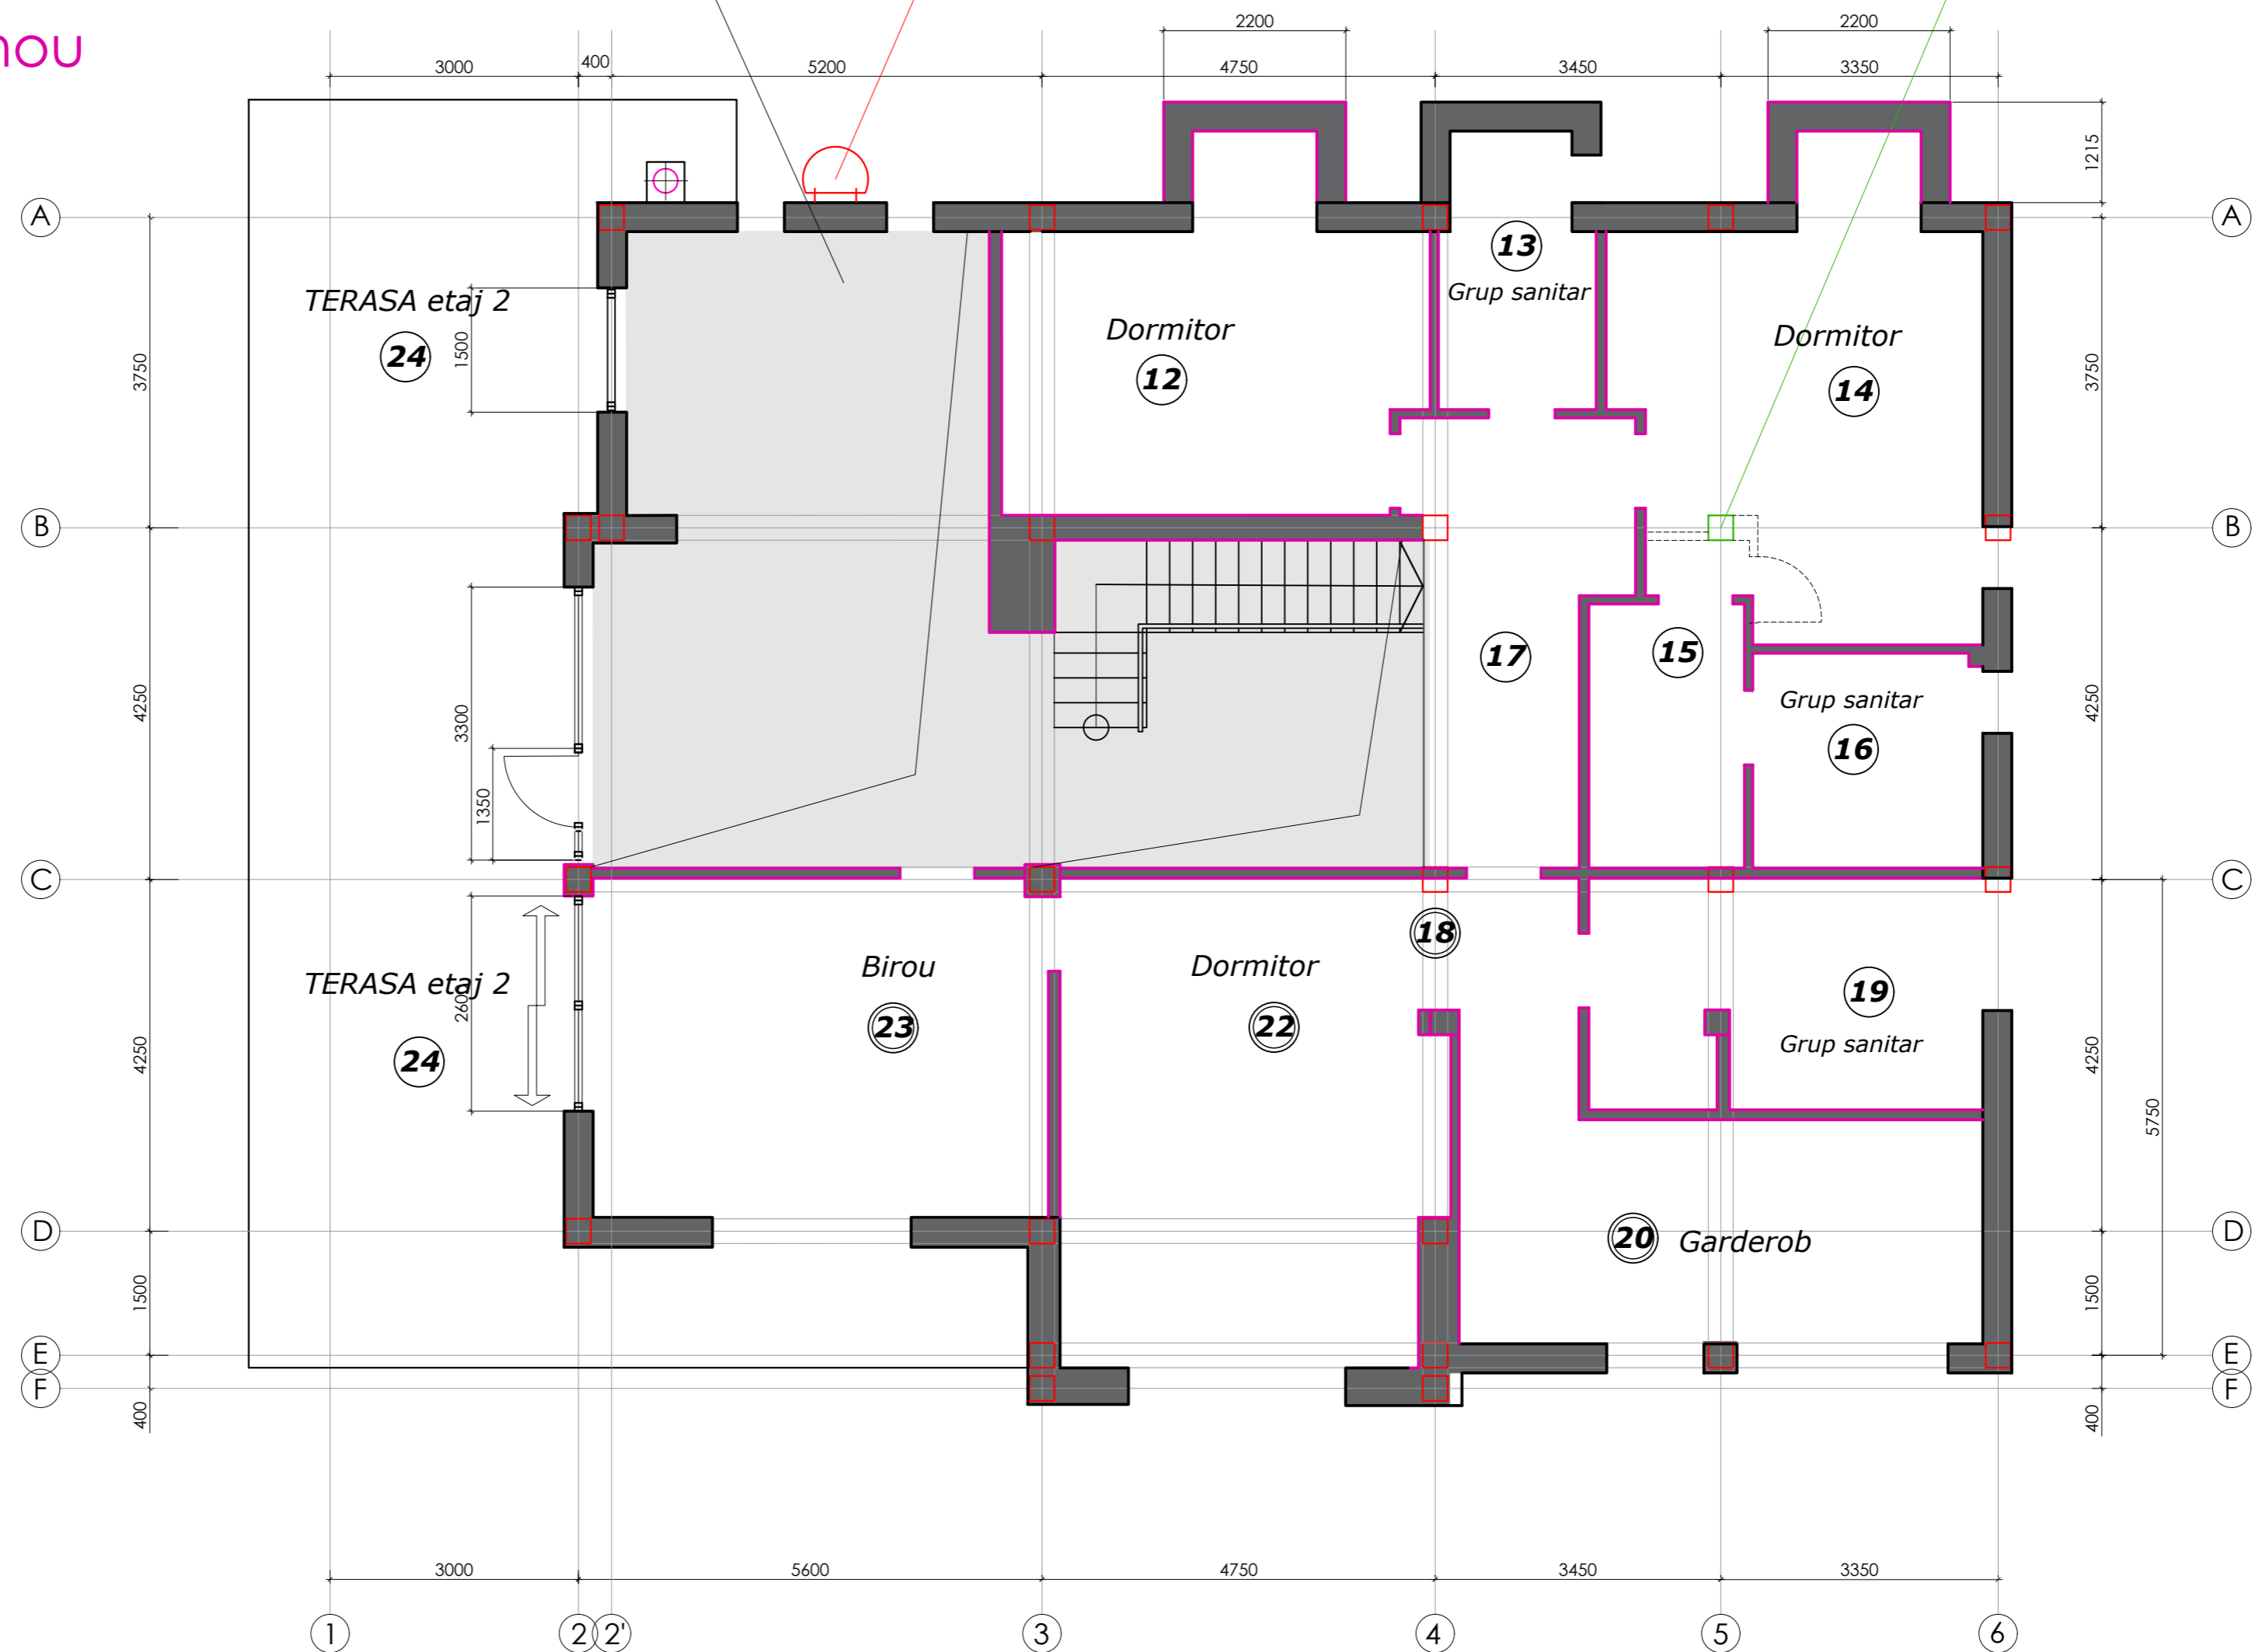 nou
2200
2200
3000
400
5200
4750
3450
3350
1215
A
A
13
Grup sanitar
TERASA etaj 2
24
1500
Dormitor
12
Dormitor
14
3750
3750
B
B
17
15
Grup sanitar
16
4250
3300
1350
4250
C
C
18
TERASA etaj 2
24
2600
Birou
23
Dormitor
22
19
Grup sanitar
4250
4250
5750
D
D
20
Garderob
1500
1500
E
E
F
F
400
400
3000
5600
4750
3450
3350
1
2
2'
3
4
5
6